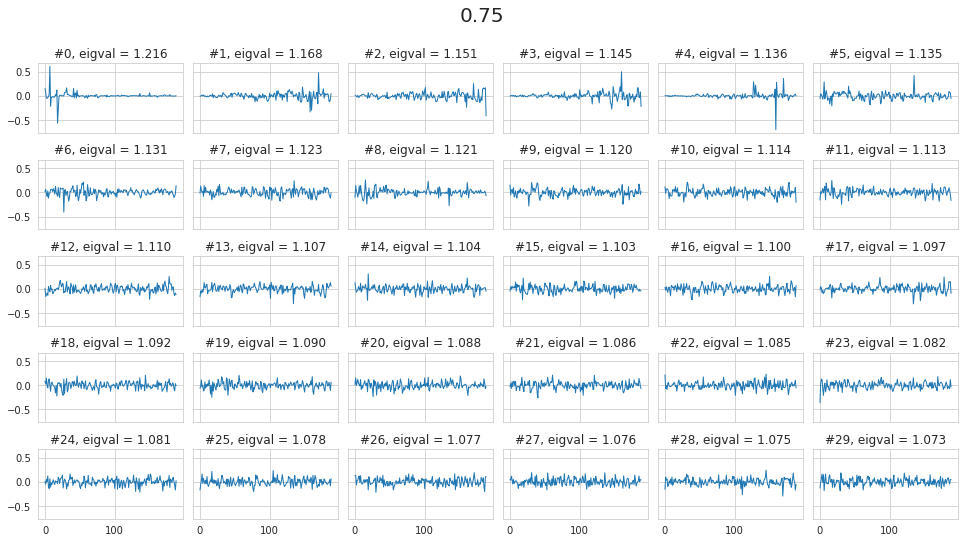 0.75
#0, eigval = 1.216 #1, eigval = 1.168 #2, eigval = 1.151 #3, eigval = 1.145 #4, eigval = 1.136 #5, eigval = 1.135
0.5
0.0
−0.5
#6, eigval = 1.131 #7, eigval = 1.123 #8, eigval = 1.121 #9, eigval = 1.120 #10, eigval = 1.114 #11, eigval = 1.113
0.5
0.0
−0.5
#12, eigval = 1.110 #13, eigval = 1.107 #14, eigval = 1.104 #15, eigval = 1.103 #16, eigval = 1.100 #17, eigval = 1.097
0.5
0.0
−0.5
#18, eigval = 1.092 #19, eigval = 1.090 #20, eigval = 1.088 #21, eigval = 1.086 #22, eigval = 1.085 #23, eigval = 1.082
0.5
0.0
−0.5
#24, eigval = 1.081 #25, eigval = 1.078 #26, eigval = 1.077 #27, eigval = 1.076 #28, eigval = 1.075 #29, eigval = 1.073
0.5
0.0
−0.5
0 100 0 100 0 100 0 100 0 100 0 100